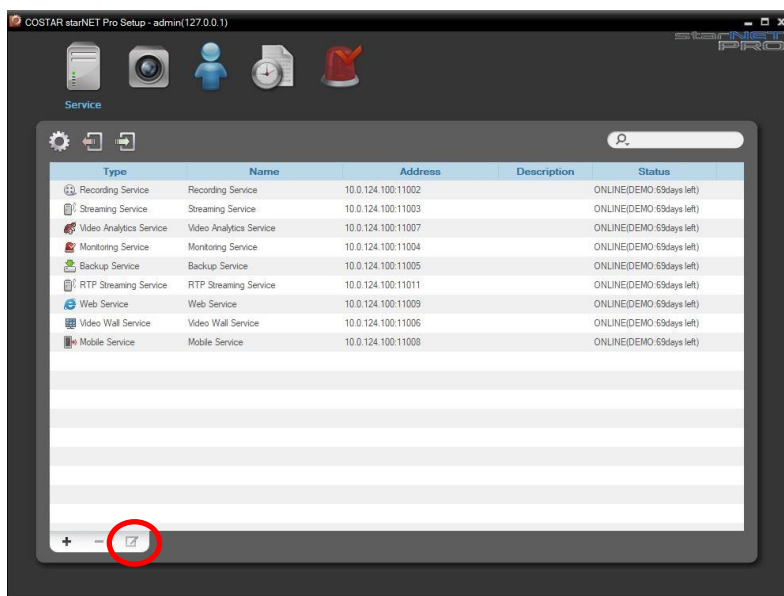 COSTAR starNET Pro Setup - admin(127.0.0.1)
starNET
PRO
Service
Type Name Address Description Status
Recording Service Recording Service 10.0.124.100:11002 ONLINE(DEMO:69days left)
Streaming Service Streaming Service 10.0.124.100:11003 ONLINE(DEMO:69days left)
Video Analytics Service Video Analytics Service 10.0.124.100:11007 ONLINE(DEMO:69days left)
Monitoring Service Monitoring Service 10.0.124.100:11004 ONLINE(DEMO:69days left)
Backup Service Backup Service 10.0.124.100:11005 ONLINE(DEMO:69days left)
RTP Streaming Service RTP Streaming Service 10.0.124.100:11011 ONLINE(DEMO:69days left)
Web Service Web Service 10.0.124.100:11009 ONLINE(DEMO:69days left)
Video Wall Service Video Wall Service 10.0.124.100:11006 ONLINE(DEMO:69days left)
Mobile Service Mobile Service 10.0.124.100:11008 ONLINE(DEMO:69days left)